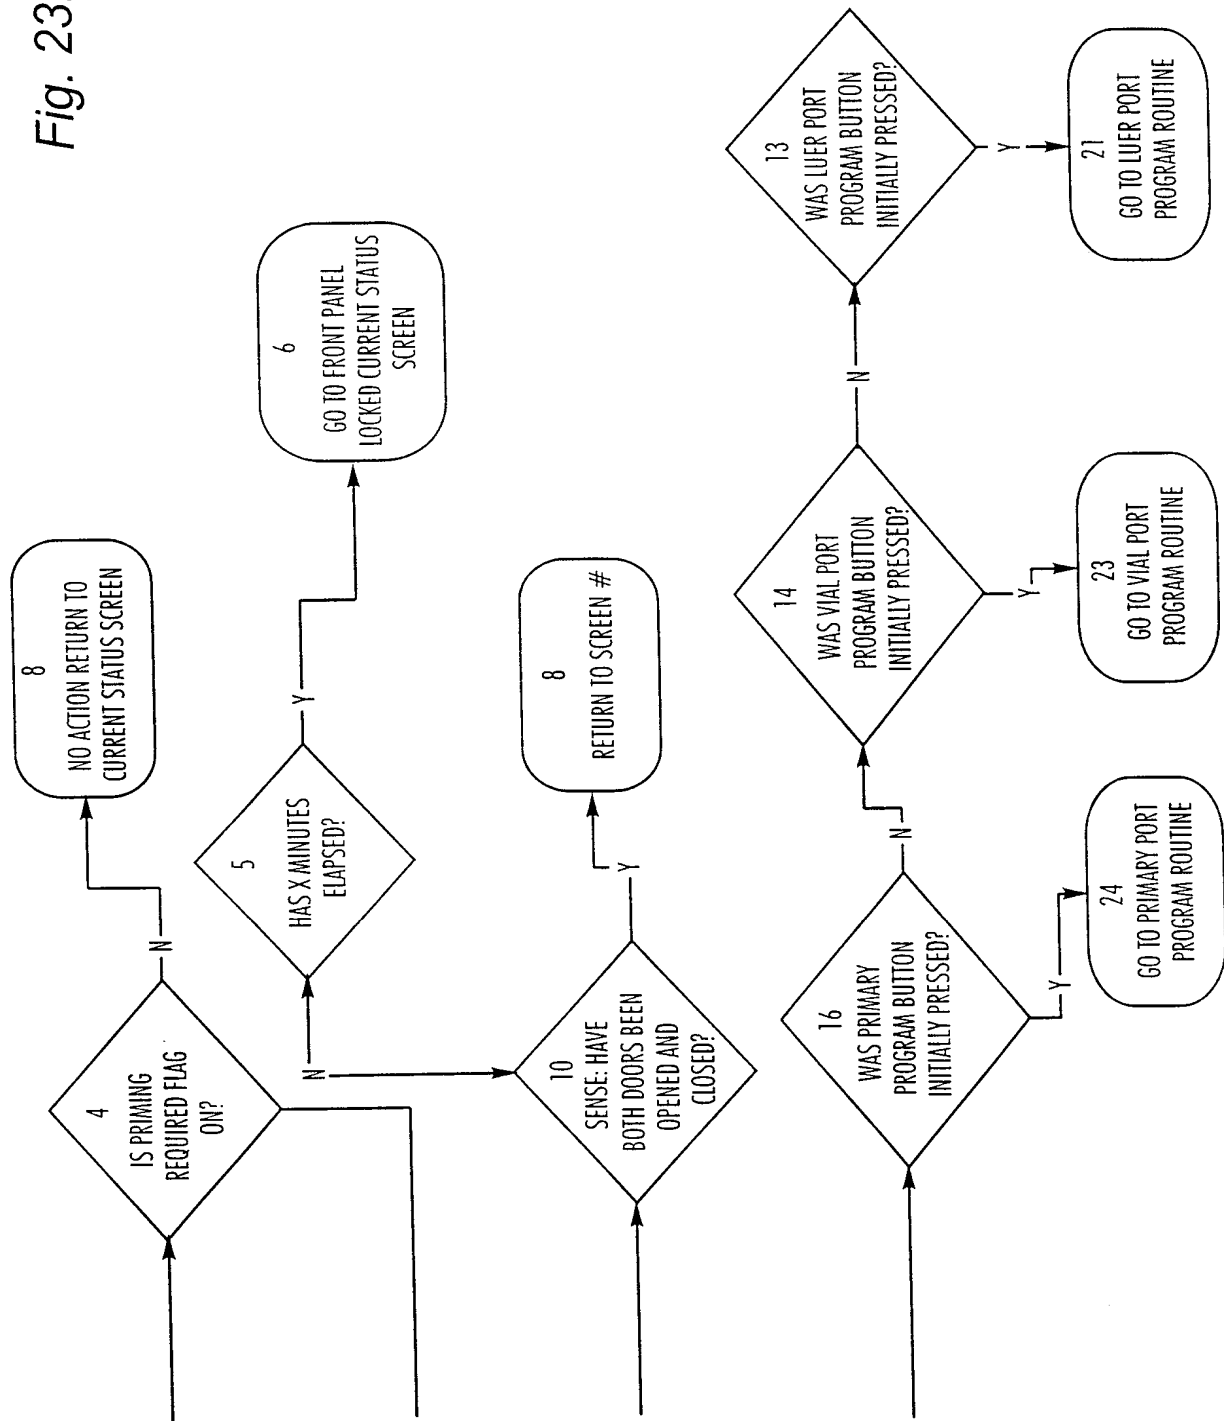 Fig. 23
8
NO ACTION RETURN TO
CURRENT STATUS SCREEN
N
4
IS PRIMING
REQUIRED FLAG
ON?
6
GO TO FRONT PANEL
LOCKED CURRENT STATUS
SCREEN
Y
5
HAS X MINUTES
ELAPSED?
N
8
RETURN TO SCREEN #
Y
10
SENSE: HAVE
BOTH DOORS BEEN
OPENED AND
CLOSED?
16
WAS PRIMARY
PROGRAM BUTTON
INITIALLY PRESSED?
N
Y
24
GO TO PRIMARY PORT
PROGRAM ROUTINE
14
WAS VIAL PORT
PROGRAM BUTTON
INITIALLY PRESSED?
N
Y
23
GO TO VIAL PORT
PROGRAM ROUTINE
13
WAS LUER PORT
PROGRAM BUTTON
INITIALLY PRESSED?
Y
21
GO TO LUER PORT
PROGRAM ROUTINE